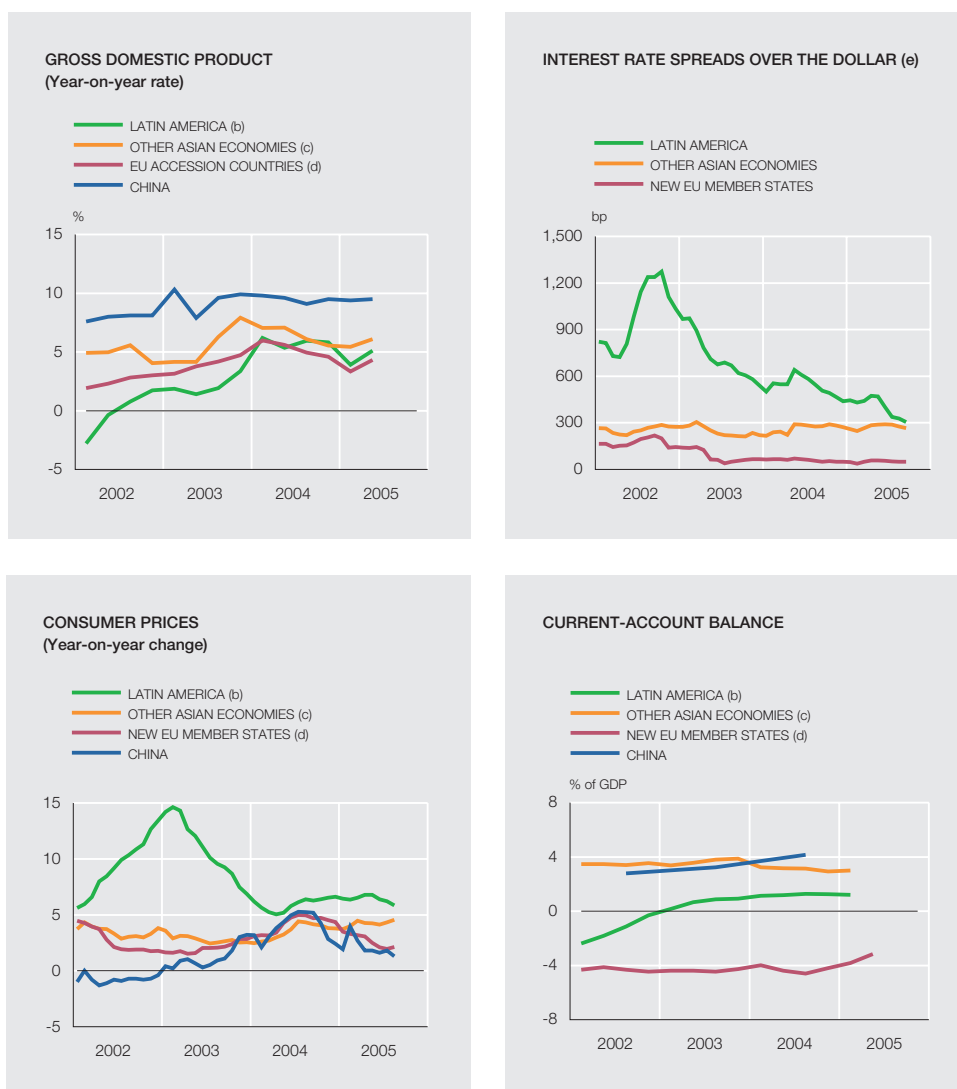 GROSS DOMESTIC PRODUCT
(Year-on-year rate)
LATIN AMERICA (b)
OTHER ASIAN ECONOMIES (c)
EU ACCESSION COUNTRIES (d)
CHINA
%
15
10
5
0
-5
2002
2003
2004
2005
INTEREST RATE SPREADS OVER THE DOLLAR (e)
LATIN AMERICA
OTHER ASIAN ECONOMIES
NEW EU MEMBER STATES
bp
1,500
1,200
900
600
300
0
2002
2003
2004
2005
CONSUMER PRICES
(Year-on-year change)
LATIN AMERICA (b)
OTHER ASIAN ECONOMIES (c)
NEW EU MEMBER STATES (d)
CHINA
15
10
5
0
-5
2002
2003
2004
2005
CURRENT-ACCOUNT BALANCE
LATIN AMERICA (b)
OTHER ASIAN ECONOMIES (c)
NEW EU MEMBER STATES (d)
CHINA
% of GDP
8
4
0
-4
-8
2002
2003
2004
2005